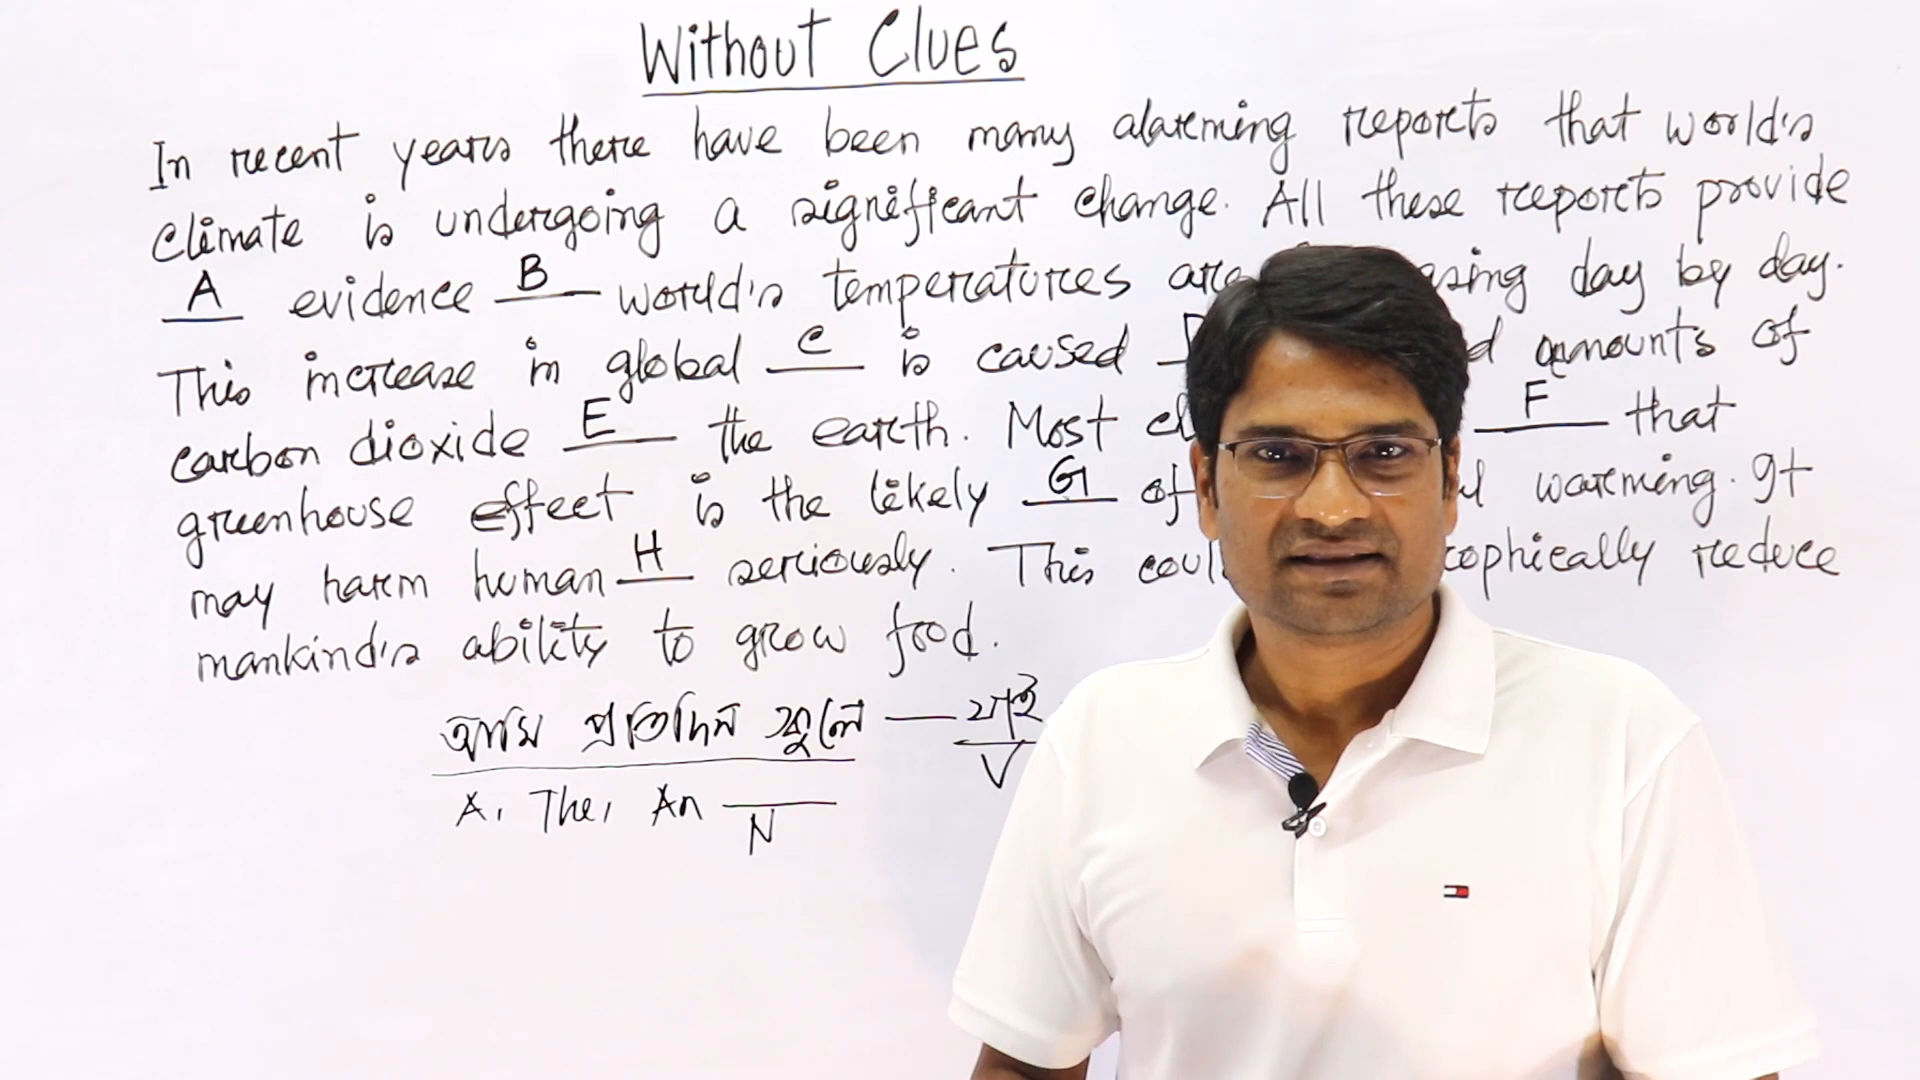 Without Clues
In recent years there have been many alarming reports that world's
climate is undergoing a significant change. All these reports provide
A evidence B world's temperatures are day by day.
This increase in global C is caused amounts of
carbon dioxide E the earth. Most F that
greenhouse effect is the likely G of warming. It
may harm human H seriously. This reduce
mankind's ability to grow food.
আমি প্রতিদিন স্কুলে — যাই
V
A, The, An
N